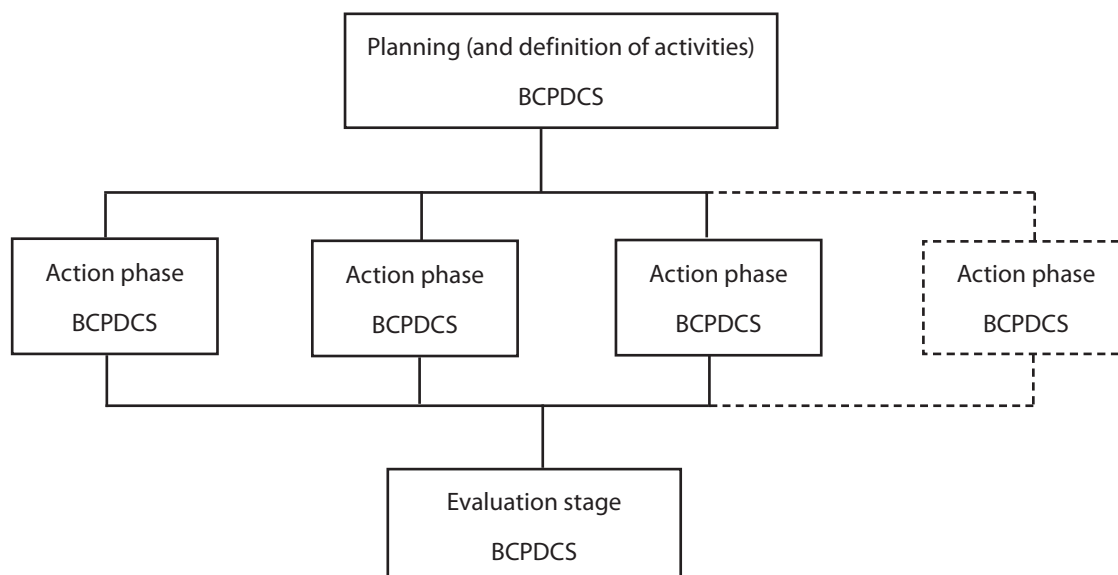 Planning (and definition of activities)
BCPDCS
Action phase
BCPDCS
Action phase
BCPDCS
Action phase
BCPDCS
Action phase
BCPDCS
Evaluation stage
BCPDCS